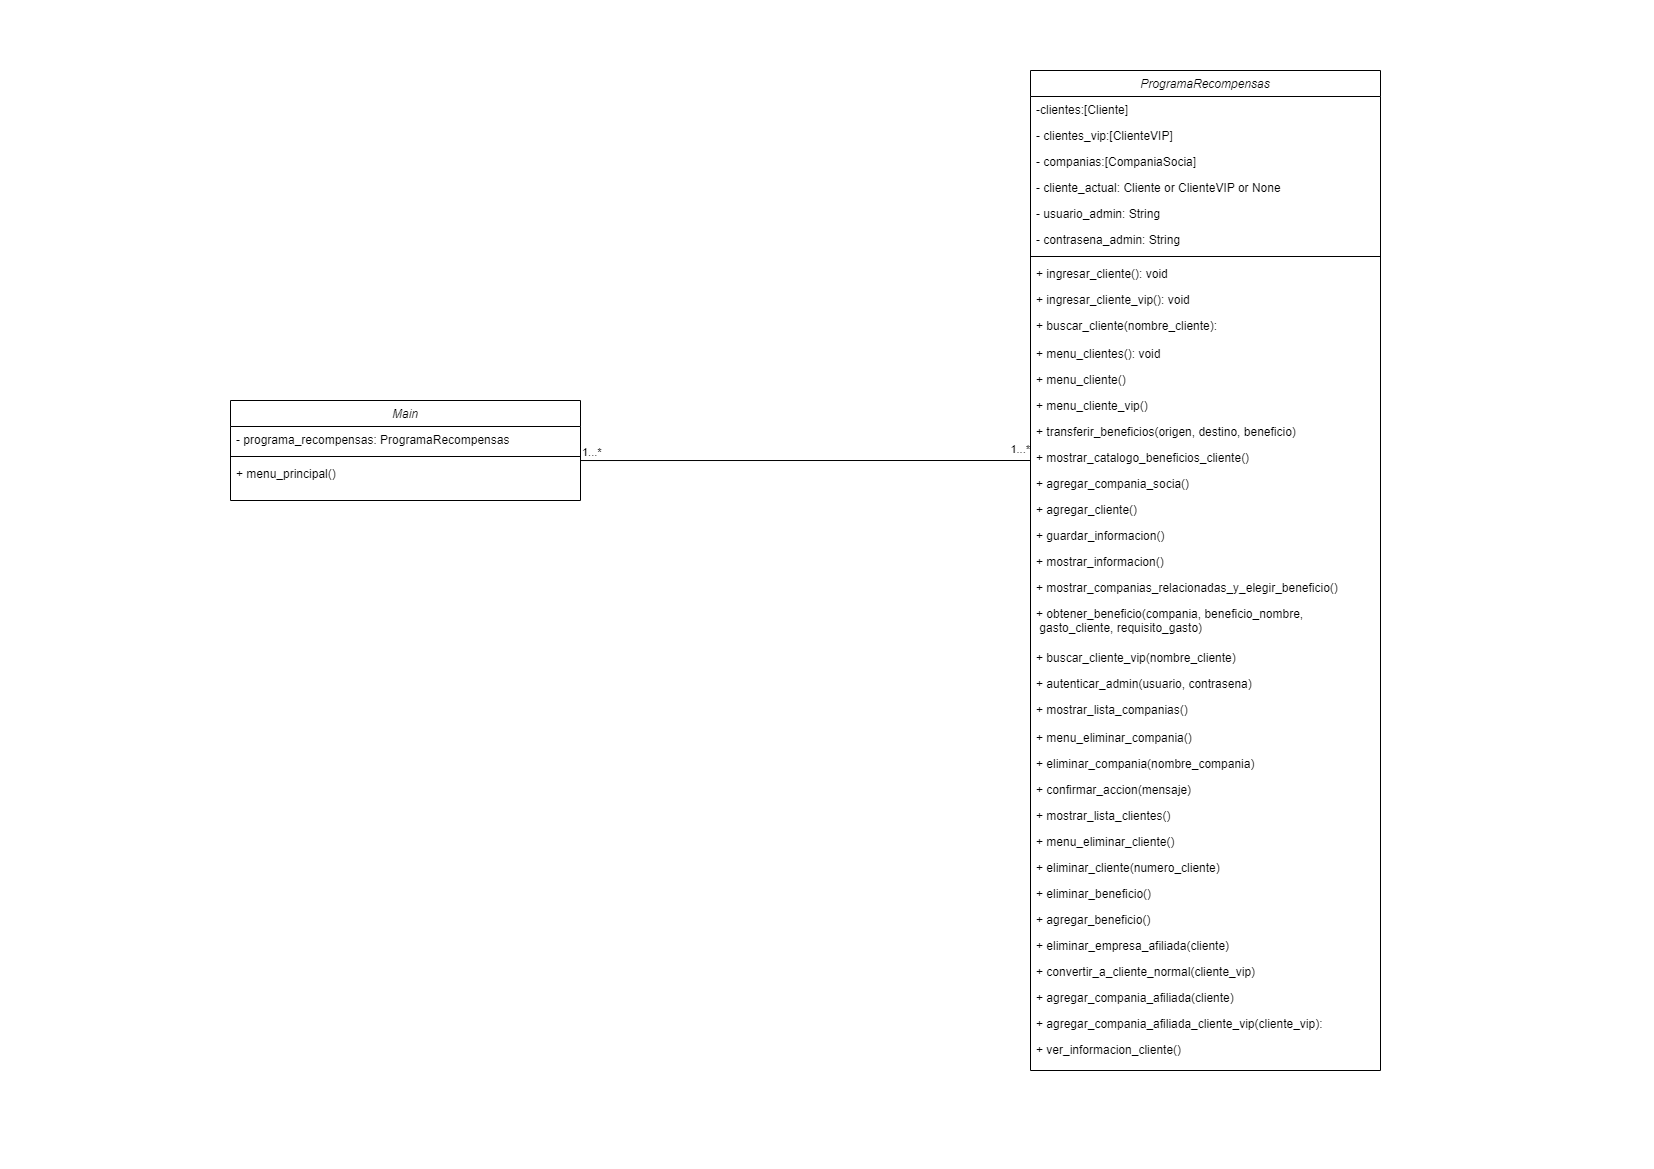 Main
- programa_recompensas: ProgramaRecompensas
+ menu_principal()
1...*
1...*
ProgramaRecompensas
-clientes:[Cliente]
- clientes_vip:[ClienteVIP]
- companias:[CompaniaSocia]
- cliente_actual: Cliente or ClienteVIP or None
- usuario_admin: String
- contrasena_admin: String
+ ingresar_cliente(): void
+ ingresar_cliente_vip(): void
+ buscar_cliente(nombre_cliente):
+ menu_clientes(): void
+ menu_cliente()
+ menu_cliente_vip()
+ transferir_beneficios(origen, destino, beneficio)
+ mostrar_catalogo_beneficios_cliente()
+ agregar_compania_socia()
+ agregar_cliente()
+ guardar_informacion()
+ mostrar_informacion()
+ mostrar_companias_relacionadas_y_elegir_beneficio()
+ obtener_beneficio(compania, beneficio_nombre,
gasto_cliente, requisito_gasto)
+ buscar_cliente_vip(nombre_cliente)
+ autenticar_admin(usuario, contrasena)
+ mostrar_lista_companias()
+ menu_eliminar_compania()
+ eliminar_compania(nombre_compania)
+ confirmar_accion(mensaje)
+ mostrar_lista_clientes()
+ menu_eliminar_cliente()
+ eliminar_cliente(numero_cliente)
+ eliminar_beneficio()
+ agregar_beneficio()
+ eliminar_empresa_afiliada(cliente)
+ convertir_a_cliente_normal(cliente_vip)
+ agregar_compania_afiliada(cliente)
+ agregar_compania_afiliada_cliente_vip(cliente_vip):
+ ver_informacion_cliente()